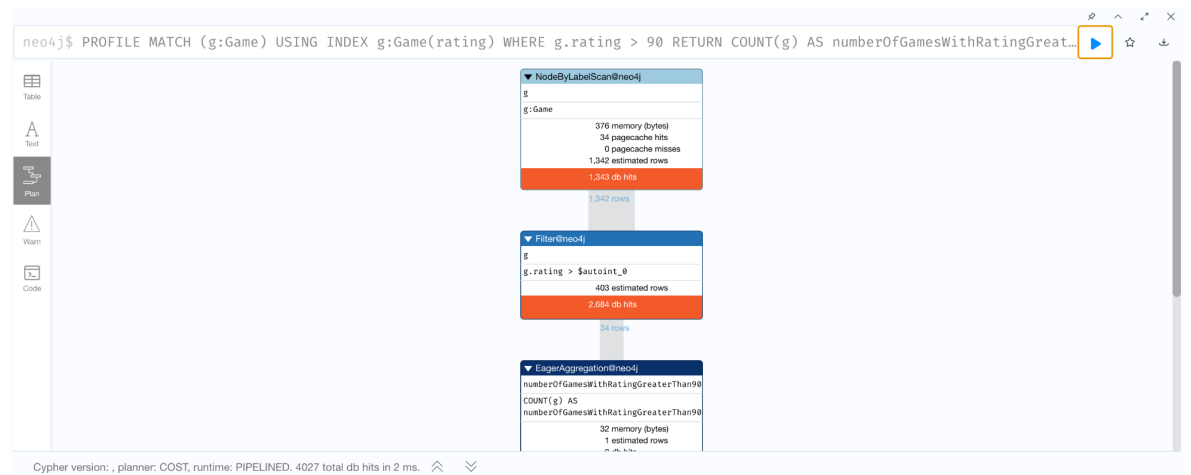 neo4j$ PROFILE MATCH (g:Game) USING INDEX g:Game(rating) WHERE g.rating > 90 RETURN COUNT(g) AS numberOfGamesWithRatingGreat…
Table
Text
Plan
Warn
Code
NodeByLabelScan@neo4j
g
g:Game
376 memory (bytes)
34 pagecache hits
0 pagecache misses
1,342 estimated rows
1,343 db hits
1,342 rows
Filter@neo4j
g
g.rating > $autoint_0
403 estimated rows
2,684 db hits
34 rows
EagerAggregation@neo4j
numberOfGamesWithRatingGreaterThan90
COUNT(g) AS
numberOfGamesWithRatingGreaterThan90
32 memory (bytes)
1 estimated rows
Cypher version: , planner: COST, runtime: PIPELINED. 4027 total db hits in 2 ms.